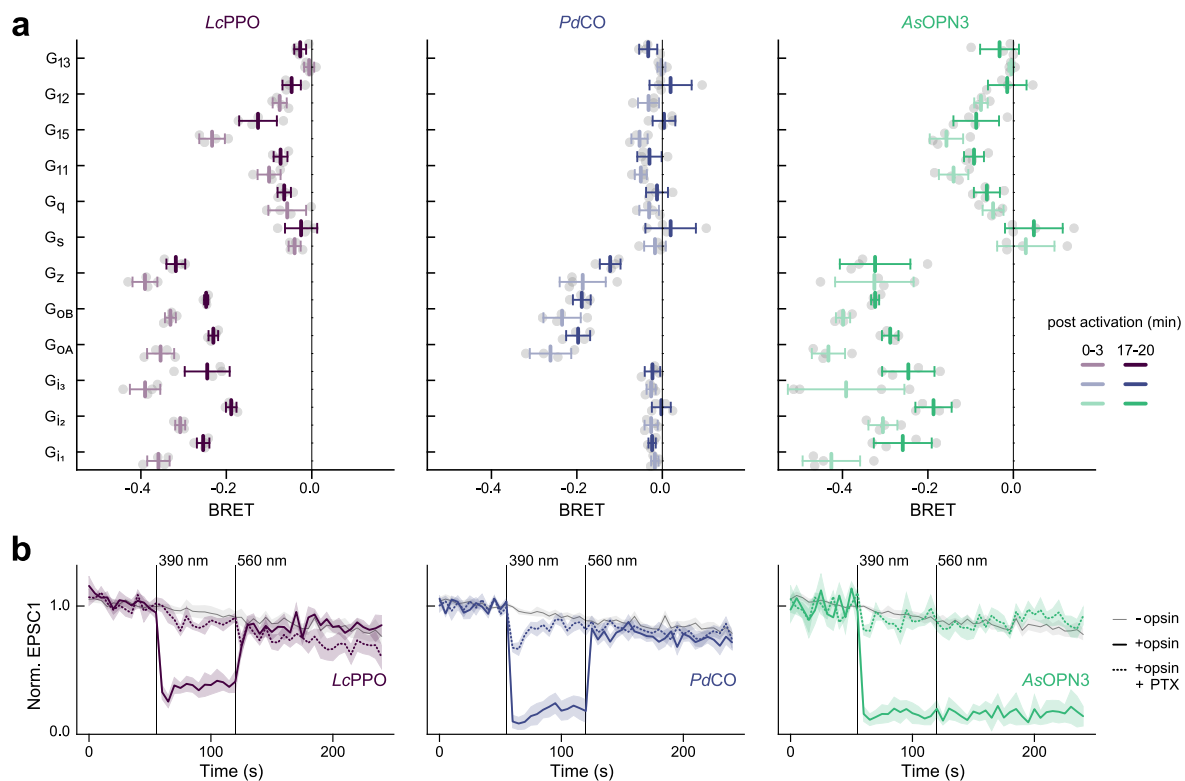 a
LcPPO
PdCO
AsOPN3
G13
G12
G15
G11
Gq
Gs
Gz
GoB
GoA
Gi3
Gi2
Gi1
post activation (min)
0-3 17-20
-0.4 -0.2 0.0
-0.4 -0.2 0.0
-0.4 -0.2 0.0
BRET
BRET
BRET
b
390 nm 560 nm
390 nm 560 nm
390 nm 560 nm
Norm. EPSC1
1.0
0.0
LcPPO
PdCO
AsOPN3
- opsin
+opsin
+opsin
+ PTX
0 100 200
0 100 200
0 100 200
Time (s)
Time (s)
Time (s)